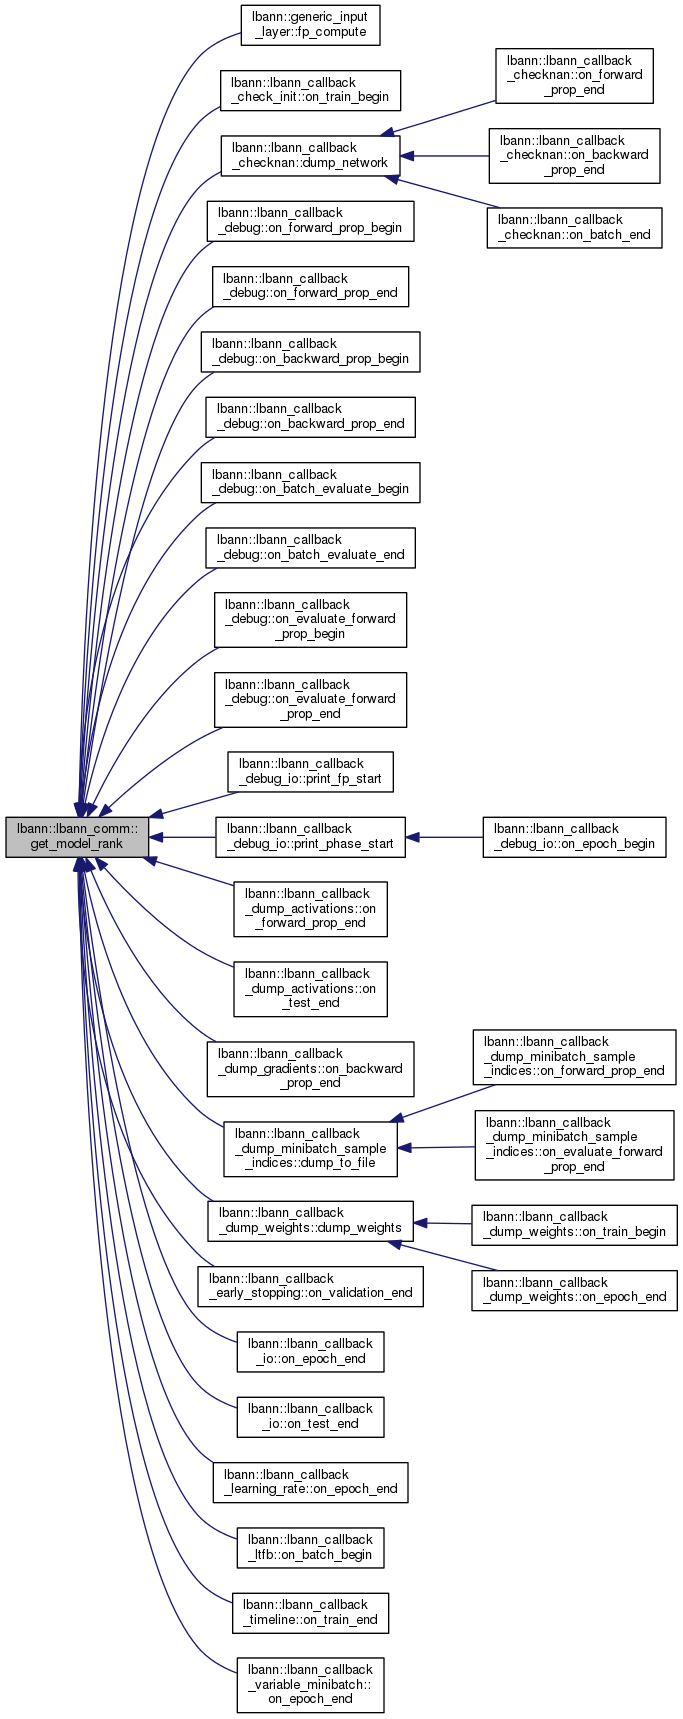 lbann::generic_input
_layer::fp_compute
lbann::lbann_callback
_check_init::on_train_begin
lbann::lbann_callback
_checknan::on_forward
_prop_end
lbann::lbann_callback
_checknan::dump_network
lbann::lbann_callback
_checknan::on_backward
_prop_end
lbann::lbann_callback
_checknan::on_batch_end
lbann::lbann_callback
_debug::on_forward_prop_begin
lbann::lbann_callback
_debug::on_forward_prop_end
lbann::lbann_callback
_debug::on_backward_prop_begin
lbann::lbann_callback
_debug::on_backward_prop_end
lbann::lbann_callback
_debug::on_batch_evaluate_begin
lbann::lbann_callback
_debug::on_batch_evaluate_end
lbann::lbann_callback
_debug::on_evaluate_forward
_prop_begin
lbann::lbann_callback
_debug::on_evaluate_forward
_prop_end
lbann::lbann_callback
_debug_io::print_fp_start
lbann::lbann_comm::
get_model_rank
lbann::lbann_callback
_debug_io::print_phase_start
lbann::lbann_callback
_debug_io::on_epoch_begin
lbann::lbann_callback
_dump_activations::on
_forward_prop_end
lbann::lbann_callback
_dump_activations::on
_test_end
lbann::lbann_callback
_dump_gradients::on_backward
_prop_end
lbann::lbann_callback
_dump_minibatch_sample
_indices::on_forward_prop_end
lbann::lbann_callback
_dump_minibatch_sample
_indices::dump_to_file
lbann::lbann_callback
_dump_minibatch_sample
_indices::on_evaluate_forward
_prop_end
lbann::lbann_callback
_dump_weights::dump_weights
lbann::lbann_callback
_dump_weights::on_train_begin
lbann::lbann_callback
_early_stopping::on_validation_end
lbann::lbann_callback
_dump_weights::on_epoch_end
lbann::lbann_callback
_io::on_epoch_end
lbann::lbann_callback
_io::on_test_end
lbann::lbann_callback
_learning_rate::on_epoch_end
lbann::lbann_callback
_ltfb::on_batch_begin
lbann::lbann_callback
_timeline::on_train_end
lbann::lbann_callback
_variable_minibatch::
on_epoch_end